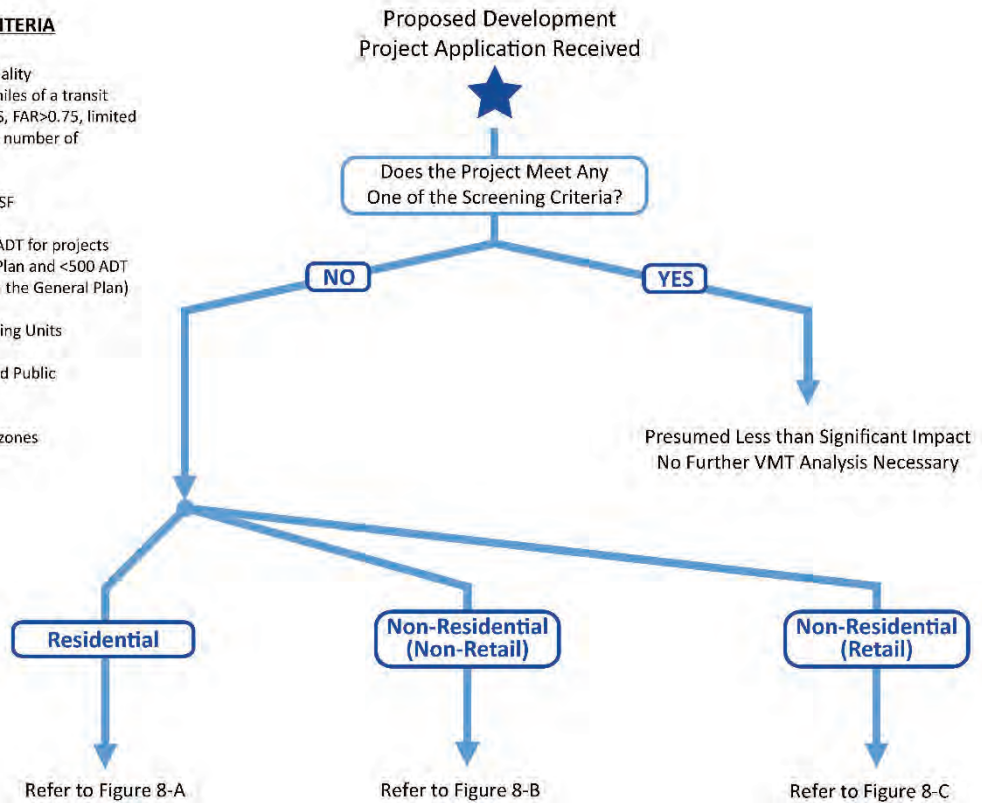 ITERIA
ality
niles of a transit
S, FAR>0.75, limited
number of
SF
ADT for projects
Plan and <500 ADT
the General Plan)
ing Units
d Public
zones
Proposed Development
Project Application Received
Does the Project Meet Any
One of the Screening Criteria?
NO
YES
Presumed Less than Significant Impact
No Further VMT Analysis Necessary
Residential
Non-Residential
(Non-Retail)
Non-Residential
(Retail)
Refer to Figure 8-A
Refer to Figure 8-B
Refer to Figure 8-C